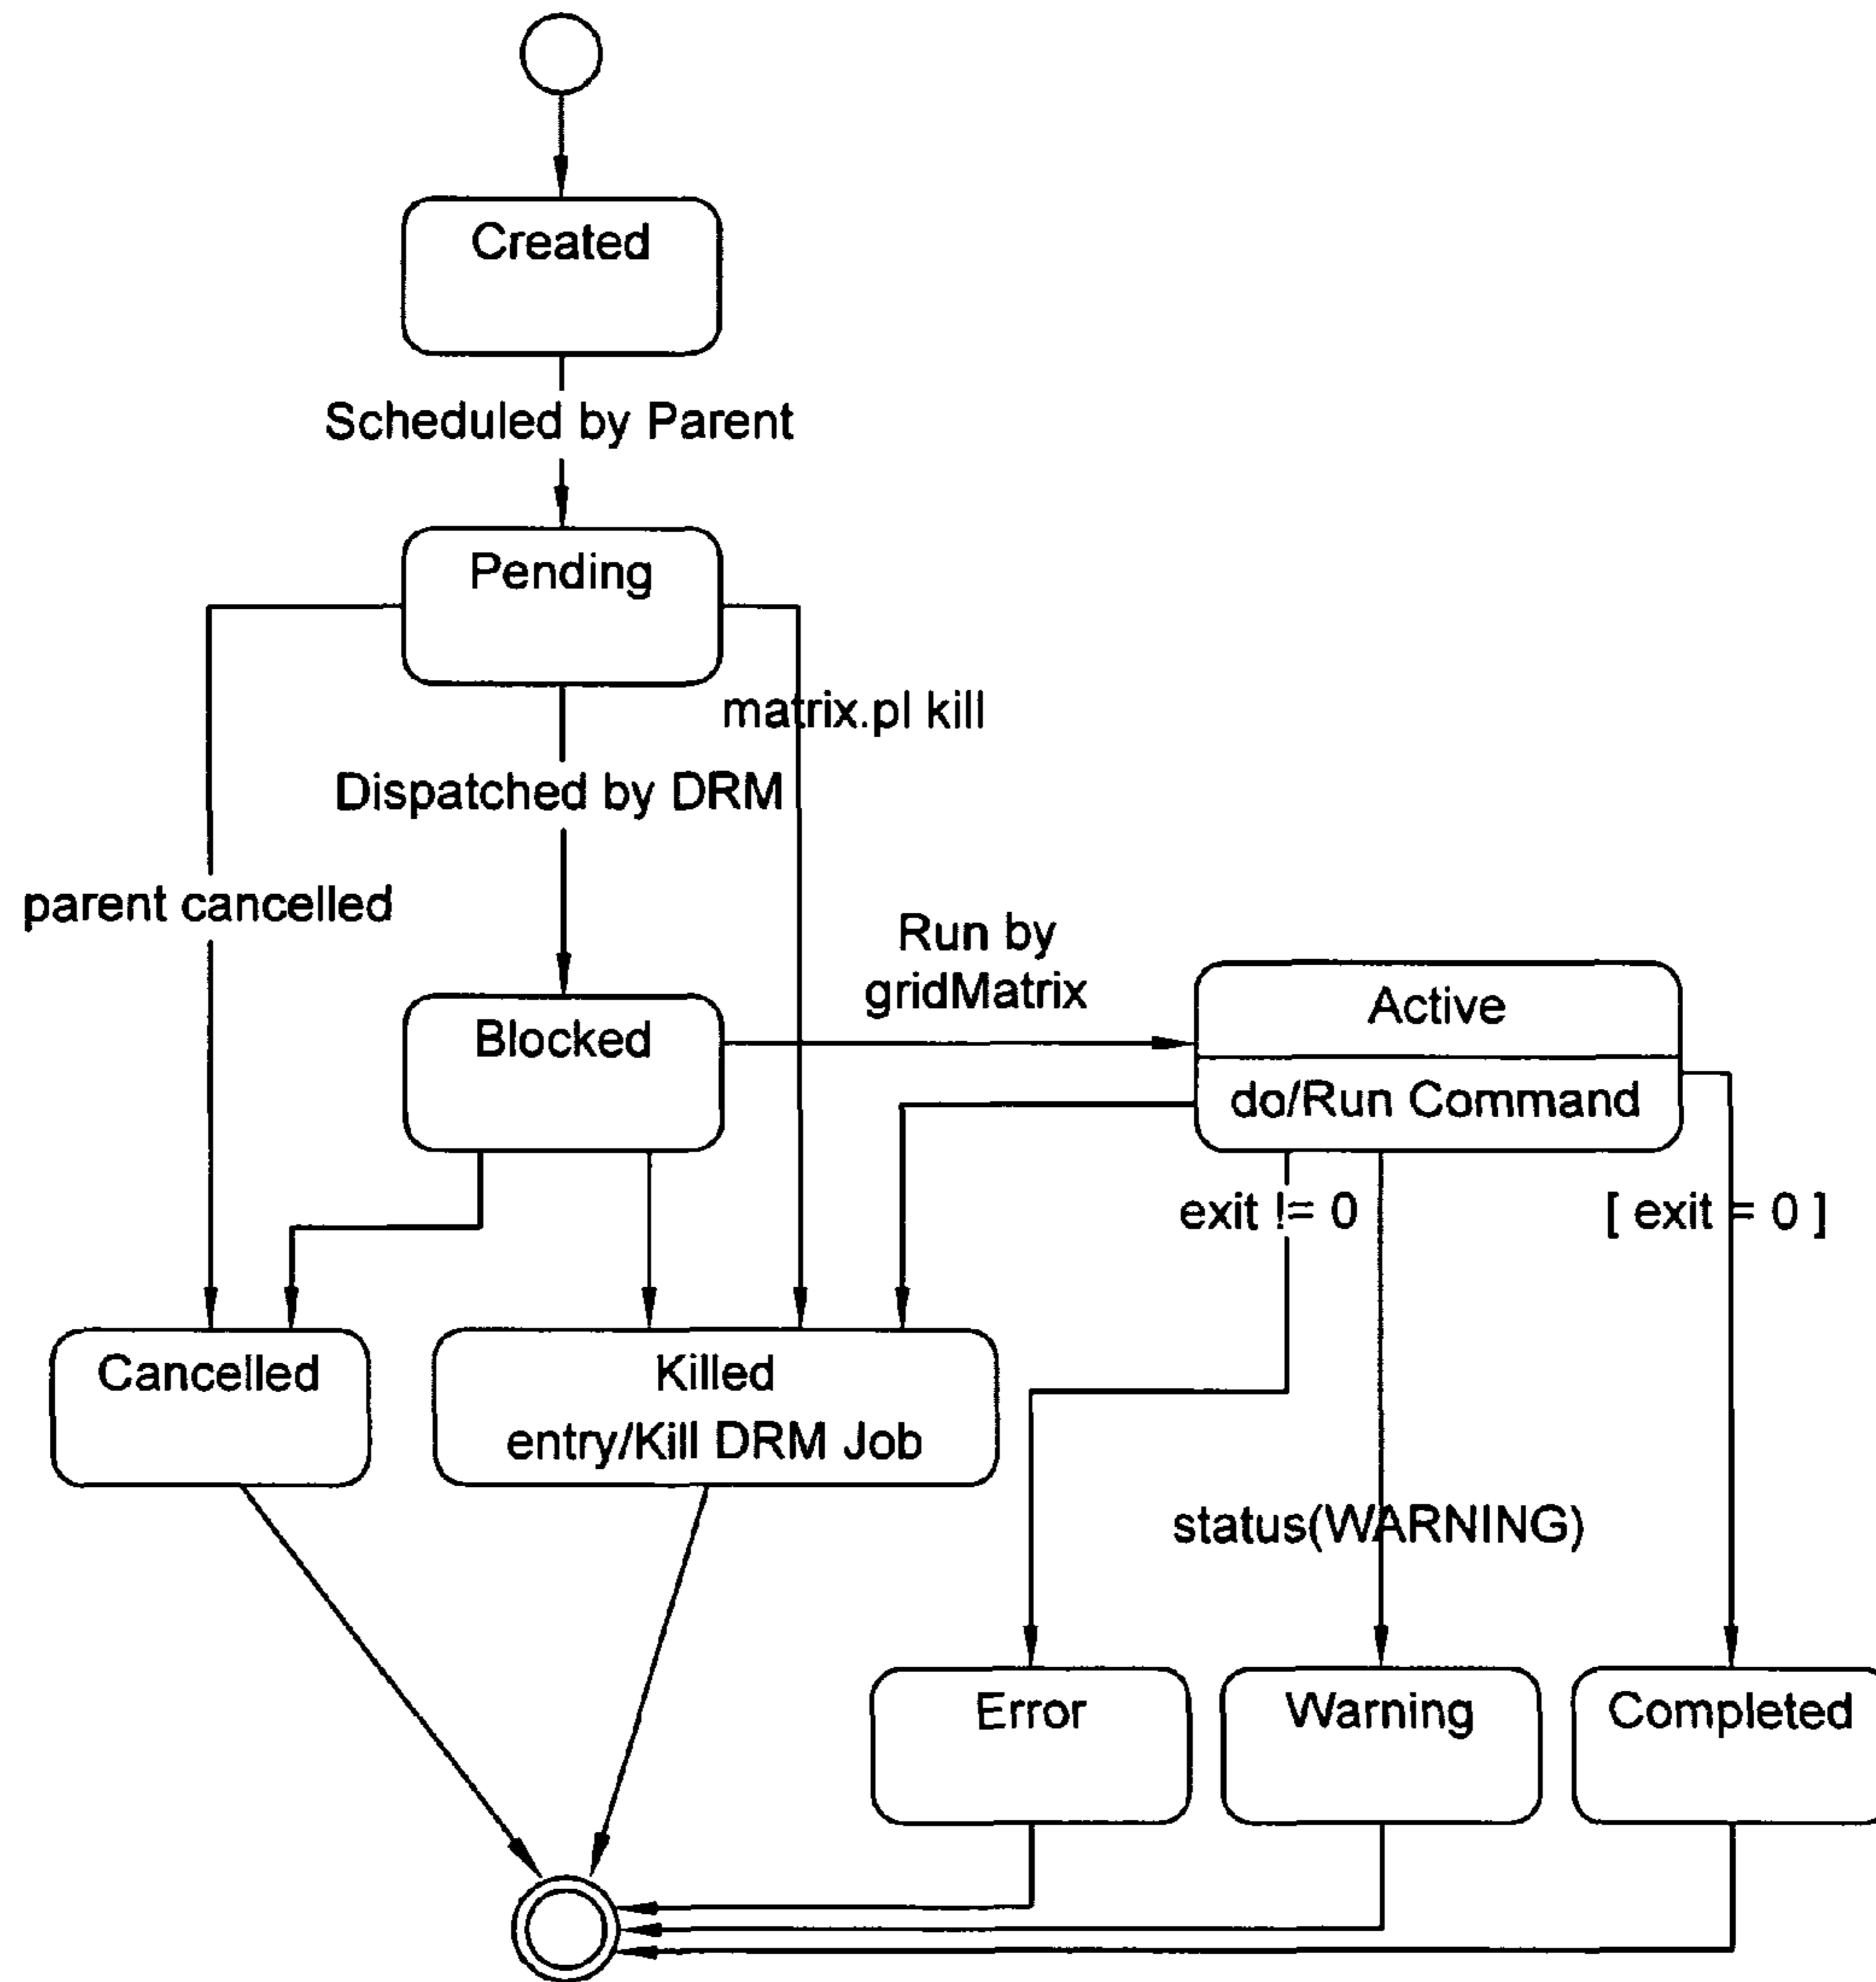 Created
Scheduled by Parent
Pending
matrix.pl kill
Dispatched by DRM
parent cancelled
Run by
gridMatrix
Active
Blocked
do/Run Command
exit != 0
[ exit = 0 ]
Cancelled
Killed
entry/Kill DRM Job
status(WARNING)
Error
Warning
Completed